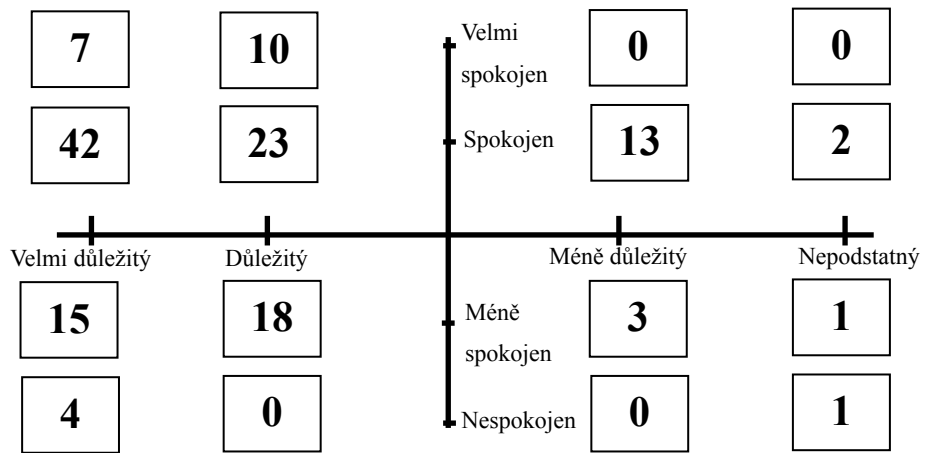 7 10 Velmi 0 0
spokojen
42 23 Spokojen 13 2
Velmi důležitý Důležitý Méně důležitý Nepodstatný
15 18 Méně 3 1
spokojen
4 0 Nespokojen 0 1